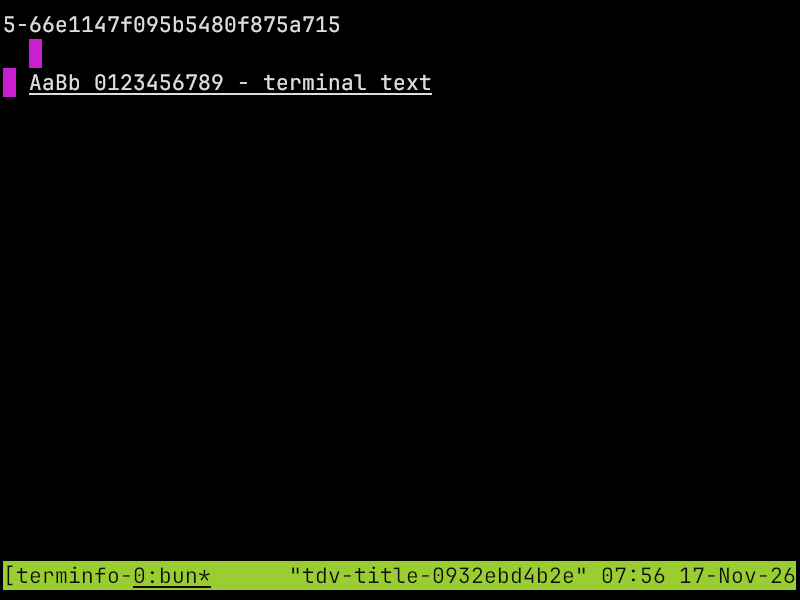 5-66e1147f095b5480f875a715
AaBb 0123456789 - terminal text
[terminfo-0:bun* "tdv-title-0932ebd4b2e" 07:56 17-Nov-26